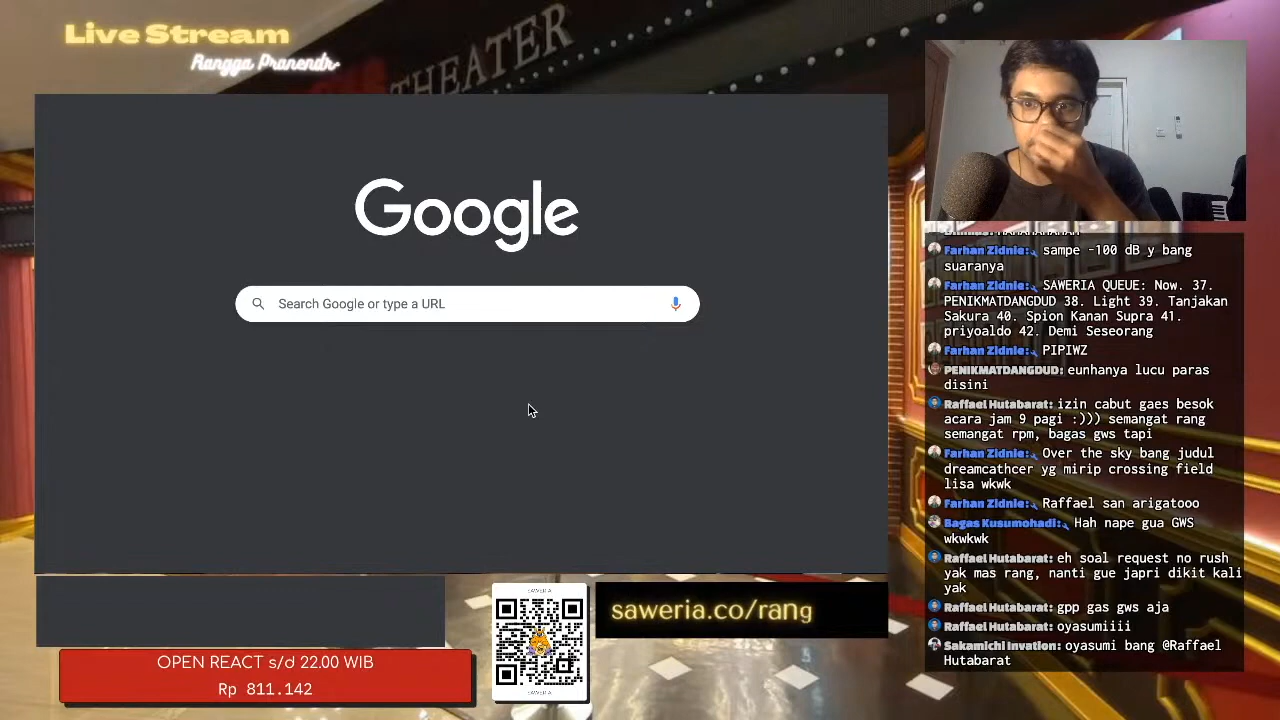 Live Stream
Rangga Pranendr
THEATER
Google
Search Google or type a URL
Farhan Zidnie: sampe -100 dB y bang
suaranya
Farhan Zidnie: SAWERIA QUEUE: Now. 37.
PENIKMATDANGDUD 38. Light 39. Tanjakan
Sakura 40. Spion Kanan Supra 41.
priyoaldo 42. Demi Seseorang
Farhan Zidnie: PIPIWZ
PENIKMATDANGDUD: eunhanya lucu paras
disini
Raffael Hutabarat: izin cabut gaes besok
acara jam 9 pagi :))) semangat rang
semangat rpm, bagas gws tapi
Farhan Zidnie: Over the sky bang judul
dreamcathcer yg mirip crossing field
lisa wkwk
Farhan Zidnie: Raffael san arigatooo
Bagas Kusumohadi: Hah nape gua GWS
wkwkwk
Raffael Hutabarat: eh soal request no rush
yak mas rang, nanti gue japri dikit kali
yak
Raffael Hutabarat: gpp gas gws aja
Raffael Hutabarat: oyasumiiii
Sakamichi Invation: oyasumi bang @Raffael
Hutabarat
SAWERIA
SAWERIA
saweria.co/rang
OPEN REACT s/d 22.00 WIB
Rp 811.142